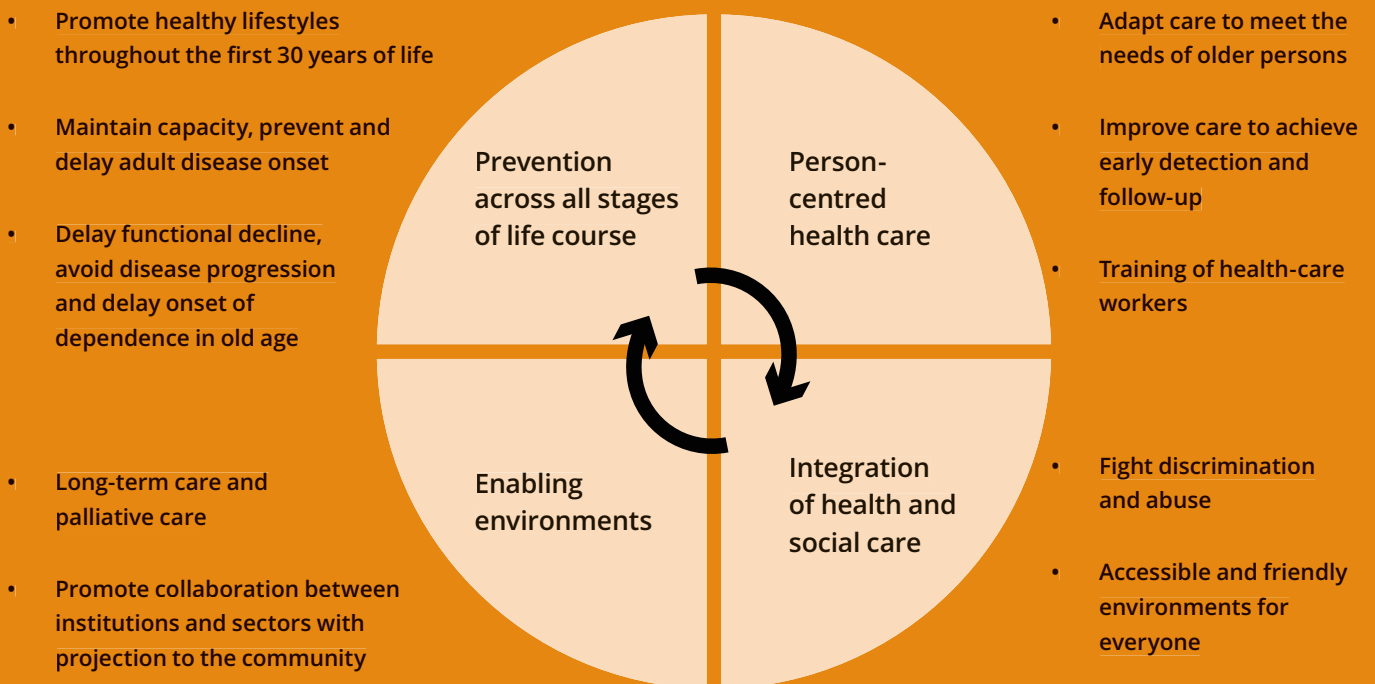 • Promote healthy lifestyles
throughout the first 30 years of life
• Maintain capacity, prevent and
delay adult disease onset
• Delay functional decline,
avoid disease progression
and delay onset of
dependence in old age
Prevention
across all stages
of life course
Person-
centred
health care
• Adapt care to meet the
needs of older persons
• Improve care to achieve
early detection and
follow-up
• Training of health-care
workers
• Long-term care and
palliative care
• Promote collaboration between
institutions and sectors with
projection to the community
Enabling
environments
Integration
of health and
social care
• Fight discrimination
and abuse
• Accessible and friendly
environments for
everyone